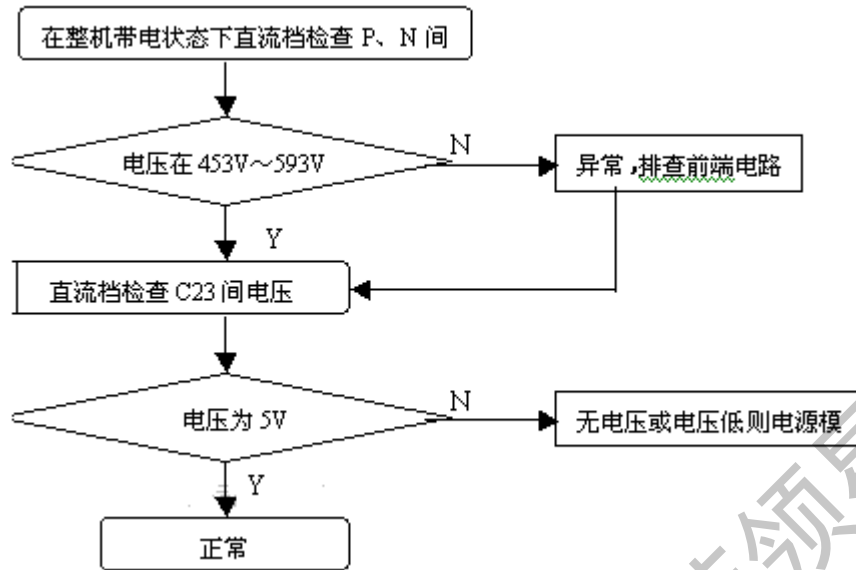 在整机带电状态下直流档检查 P、N 间
电压在 453V～593V
N
异常,排查前端电路
Y
直流档检查 C23 间电压
电压为 5V
N
无电压或电压低则电源模
Y
正常
领